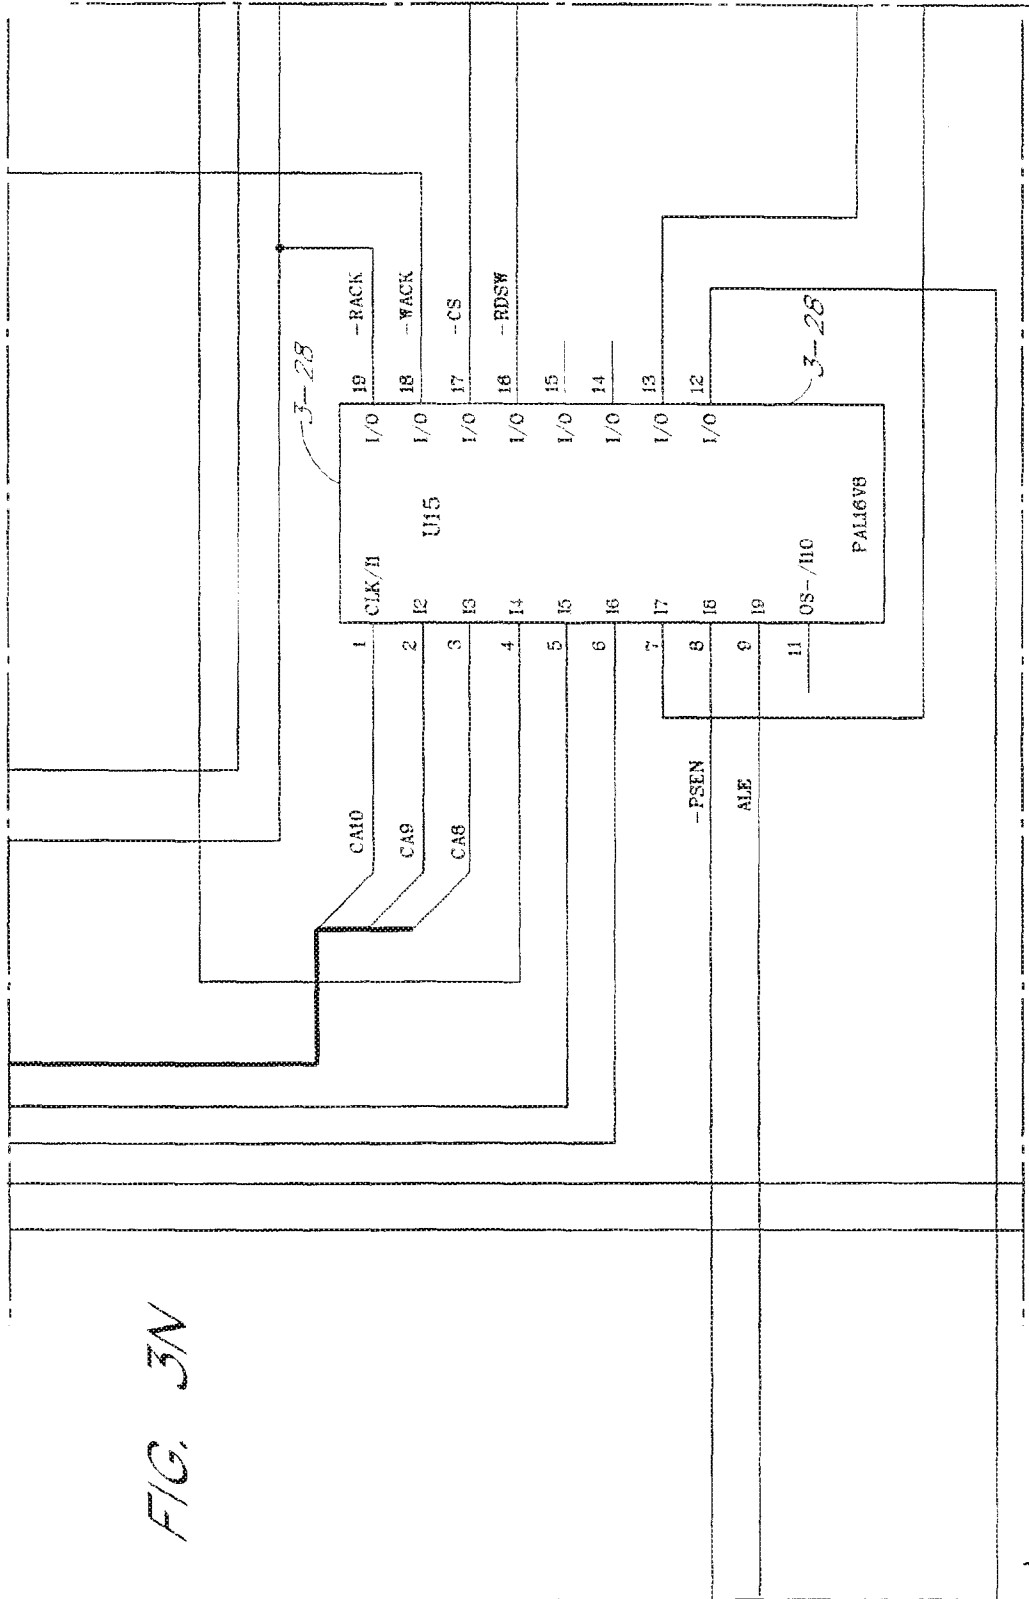 FIG. 3N
3-28
U15
CLK/I1
I2
I3
I4
I5
I6
I7
I8
I9
OS-/I10
1
2
3
4
5
6
7
8
9
11
CA10
CA9
CA8
-PSEN
ALE
I/O
I/O
I/O
I/O
I/O
I/O
I/O
I/O
19
18
17
16
15
14
13
12
-RACK
-WACK
-CS
-RDSW
PAL16V8
3-28